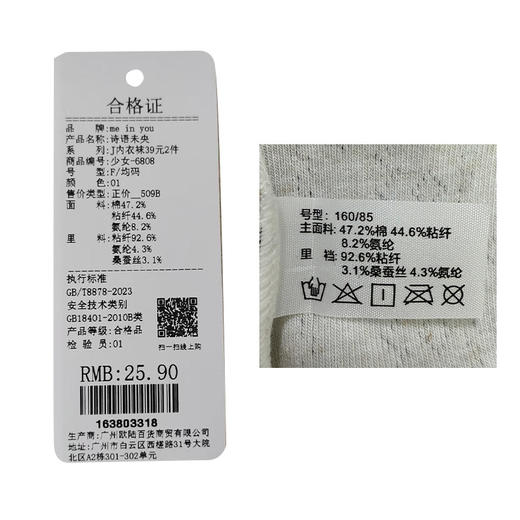 合格证
品 牌:me in you
产品名称:诗语未央
系 列:J内衣袜39元2件
商品编号:少女-6808
号 型:F/均码
颜 色:01
售价类型:正价__509B
面 料:棉47.2%
粘纤44.6%
氨纶8.2%
里 料:粘纤92.6%
氨纶4.3%
桑蚕丝3.1%
执行标准
GB/T8878-2023
安全技术类别
GB18401-2010B类
产品等级:合格品
检 验 员:01
扫一扫线上购
RMB:25.90
163803318
生产商:广州欧陆百货商贸有限公司
地址:广州市白云区西槎路31号大院
北区A2栋301-302单元
号型: 160/85
主面料: 47.2%棉 44.6%粘纤
8.2%氨纶
里 裆: 92.6%粘纤
3.1%桑蚕丝 4.3%氨纶